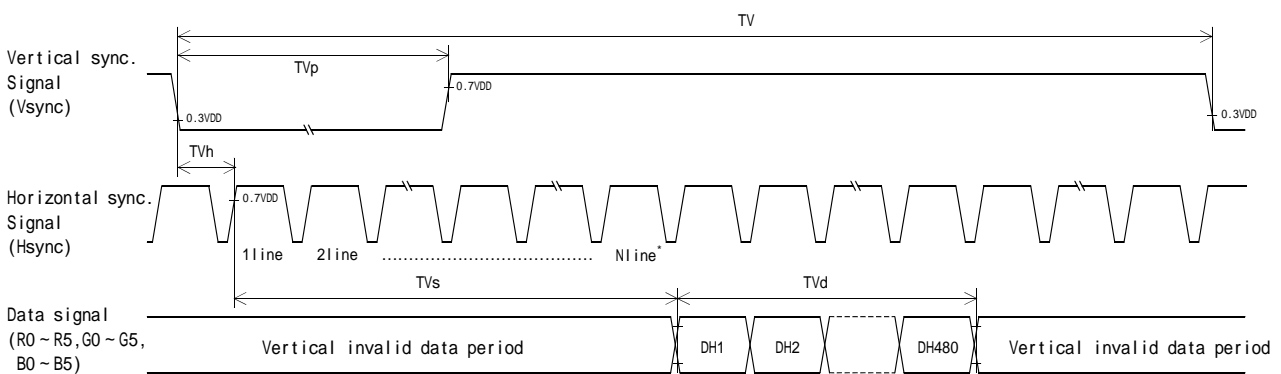 TV
Vertical sync.
Signal
(Vsync)
TVp
0.7VDD
0.3VDD
0.3VDD
TVh
Horizontal sync.
Signal
(Hsync)
0.7VDD
1line 2line ........................................ Nline*
TVs TVd
Data signal
(R0~R5,G0~G5,
B0~B5)
Vertical invalid data period DH1 DH2 DH480 Vertical invalid data period